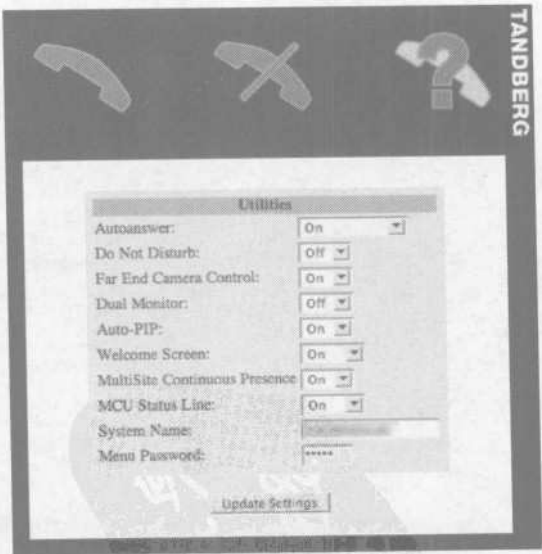 TANDBERG
Utilities
Autoanswer: On
Do Not Disturb: Off
Far End Camera Control: On
Dual Monitor: Off
Auto-PIP: On
Welcome Screen: On
MultiSite Continuous Presence On
MCU Status Line: On
System Name:
Menu Password: *****
Update Settings